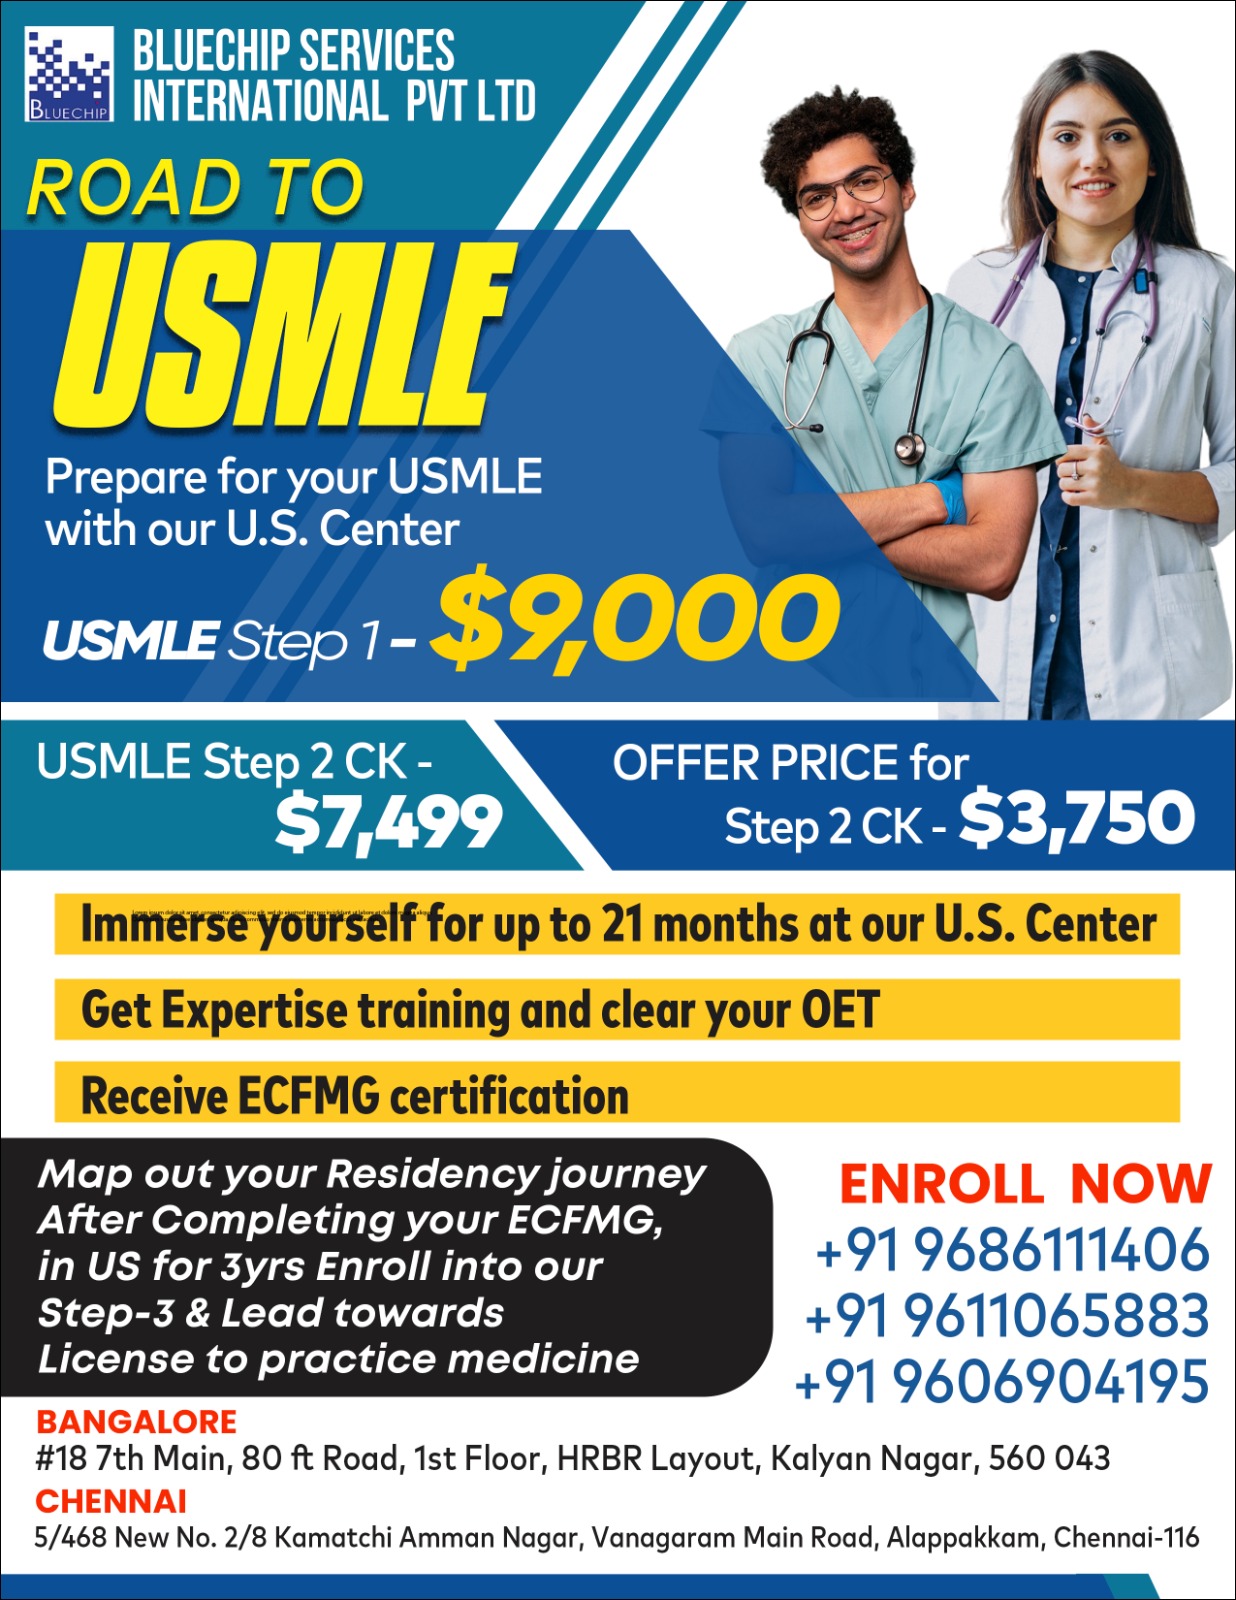 BLUECHIP
BLUECHIP SERVICES
INTERNATIONAL PVT LTD
ROAD TO
USMLE
Prepare for your USMLE
with our U.S. Center
USMLE Step 1 - $9,000
USMLE Step 2 CK -
$7,499
OFFER PRICE for
Step 2 CK - $3,750
Immerse yourself for up to 21 months at our U.S. Center
Get Expertise training and clear your OET
Receive ECFMG certification
Map out your Residency journey
After Completing your ECFMG,
in US for 3yrs Enroll into our
Step-3 & Lead towards
License to practice medicine
ENROLL NOW
+91 9686111406
+91 9611065883
+91 9606904195
BANGALORE
#18 7th Main, 80 ft Road, 1st Floor, HRBR Layout, Kalyan Nagar, 560 043
CHENNAI
5/468 New No. 2/8 Kamatchi Amman Nagar, Vanagaram Main Road, Alappakkam, Chennai-116